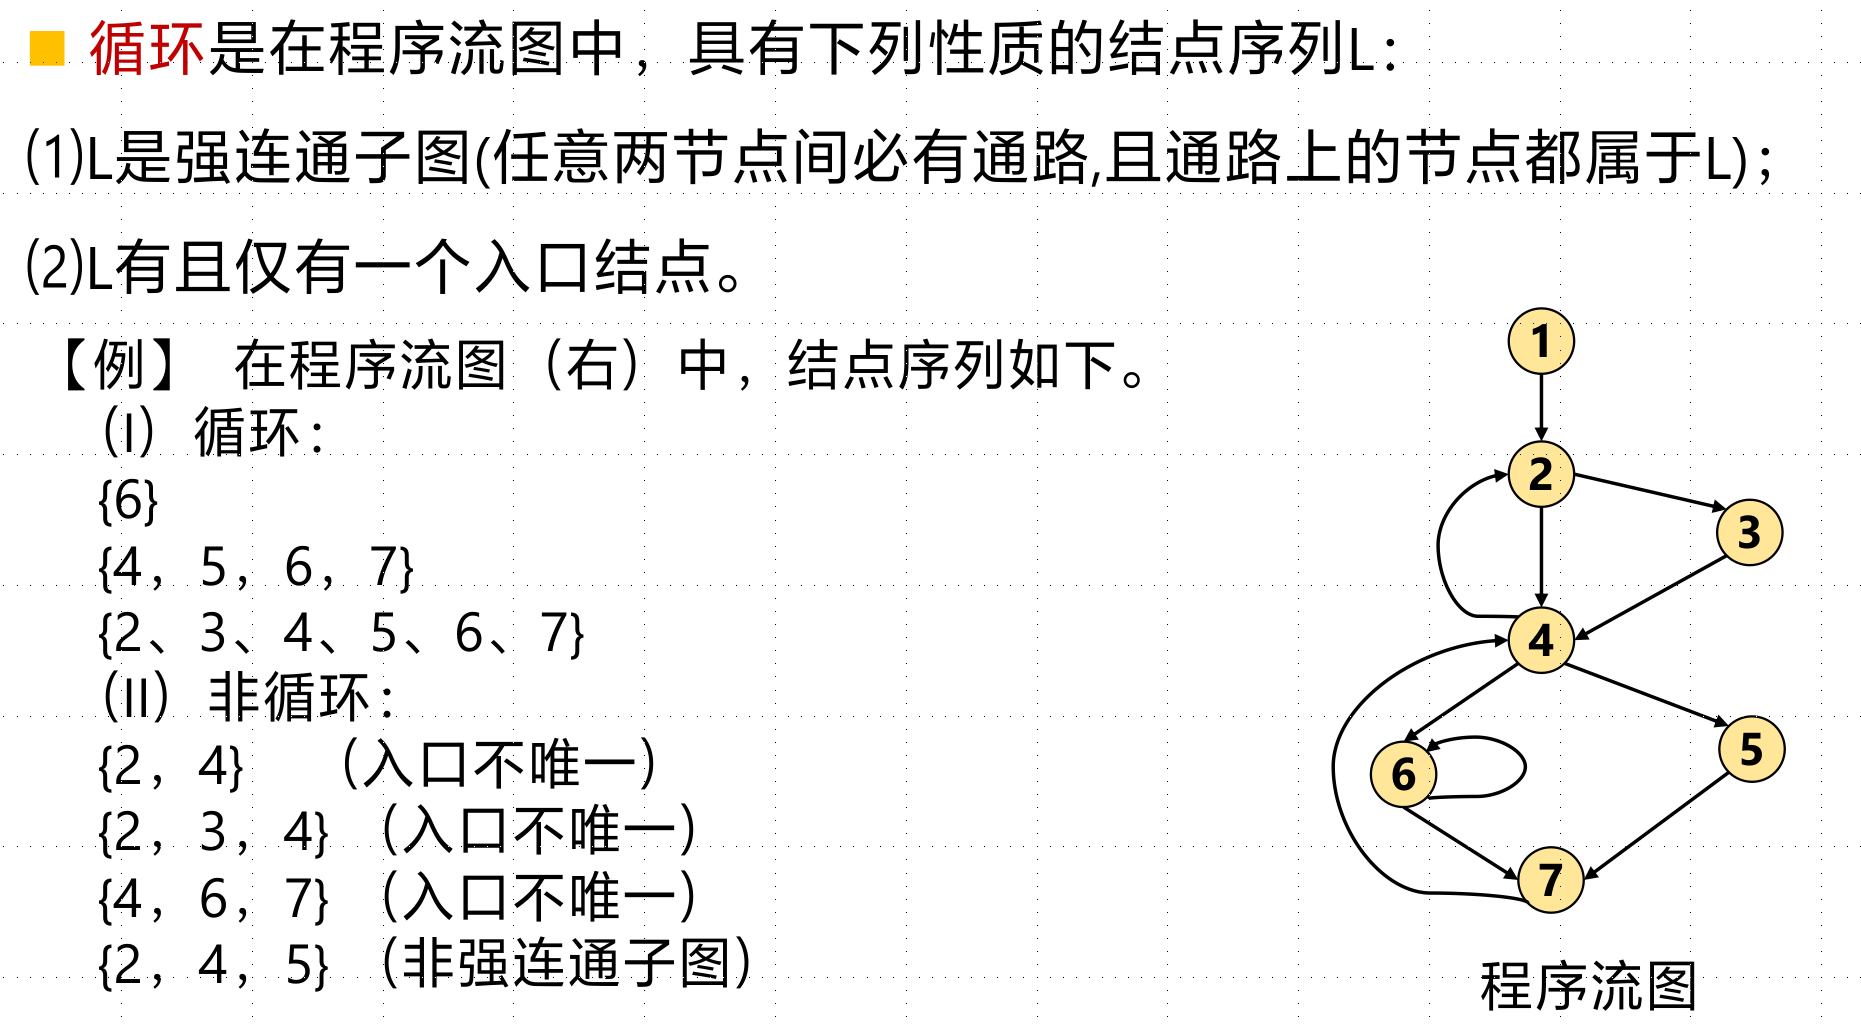 循环是在程序流图中，具有下列性质的结点序列L：
(1)L是强连通子图(任意两节点间必有通路,且通路上的节点都属于L)；
(2)L有且仅有一个入口结点。
【例】 在程序流图（右）中，结点序列如下。
（I）循环：
{6}
{4，5，6，7}
{2、3、4、5、6、7}
（II）非循环：
{2，4} （入口不唯一）
{2，3，4} （入口不唯一）
{4，6，7} （入口不唯一）
{2，4，5} （非强连通子图）
1
2
3
4
5
6
7
程序流图